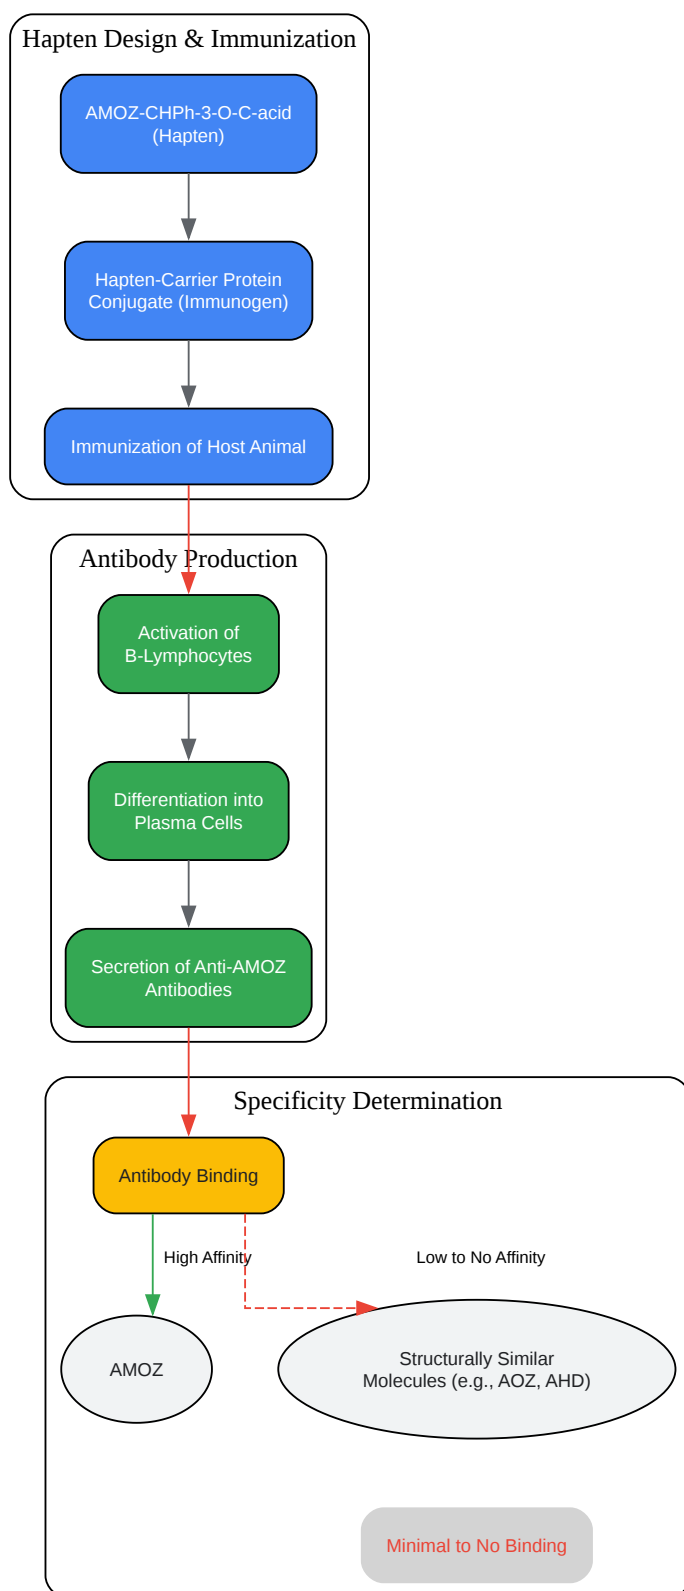 Hapten Design & Immunization
AMOZ-CHPh-3-O-C-acid
(Hapten)
Hapten-Carrier Protein
Conjugate (Immunogen)
Immunization of Host Animal
Antibody Production
Activation of
B-Lymphocytes
Differentiation into
Plasma Cells
Secretion of Anti-AMOZ
Antibodies
Specificity Determination
Antibody Binding
High Affinity
Low to No Affinity
AMOZ
Structurally Similar
Molecules (e.g., AOZ, AHD)
Minimal to No Binding